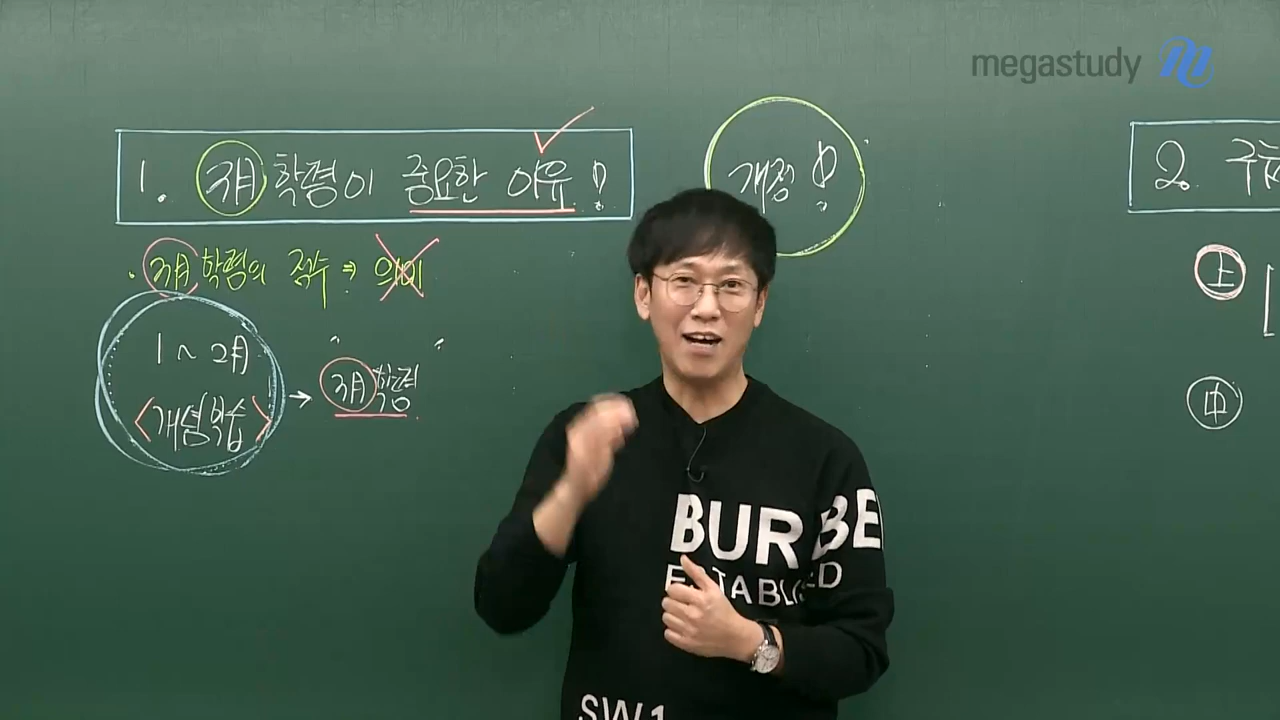 megastudy
1. 3月 학평이 중요한 이유!
개정!
2.
· 3月 학평의 점수 ⇒ 의미
上
1 ~ 2月
<개념학습> → 3月 학평
中
BURBE
ESTABLISHED
SW1